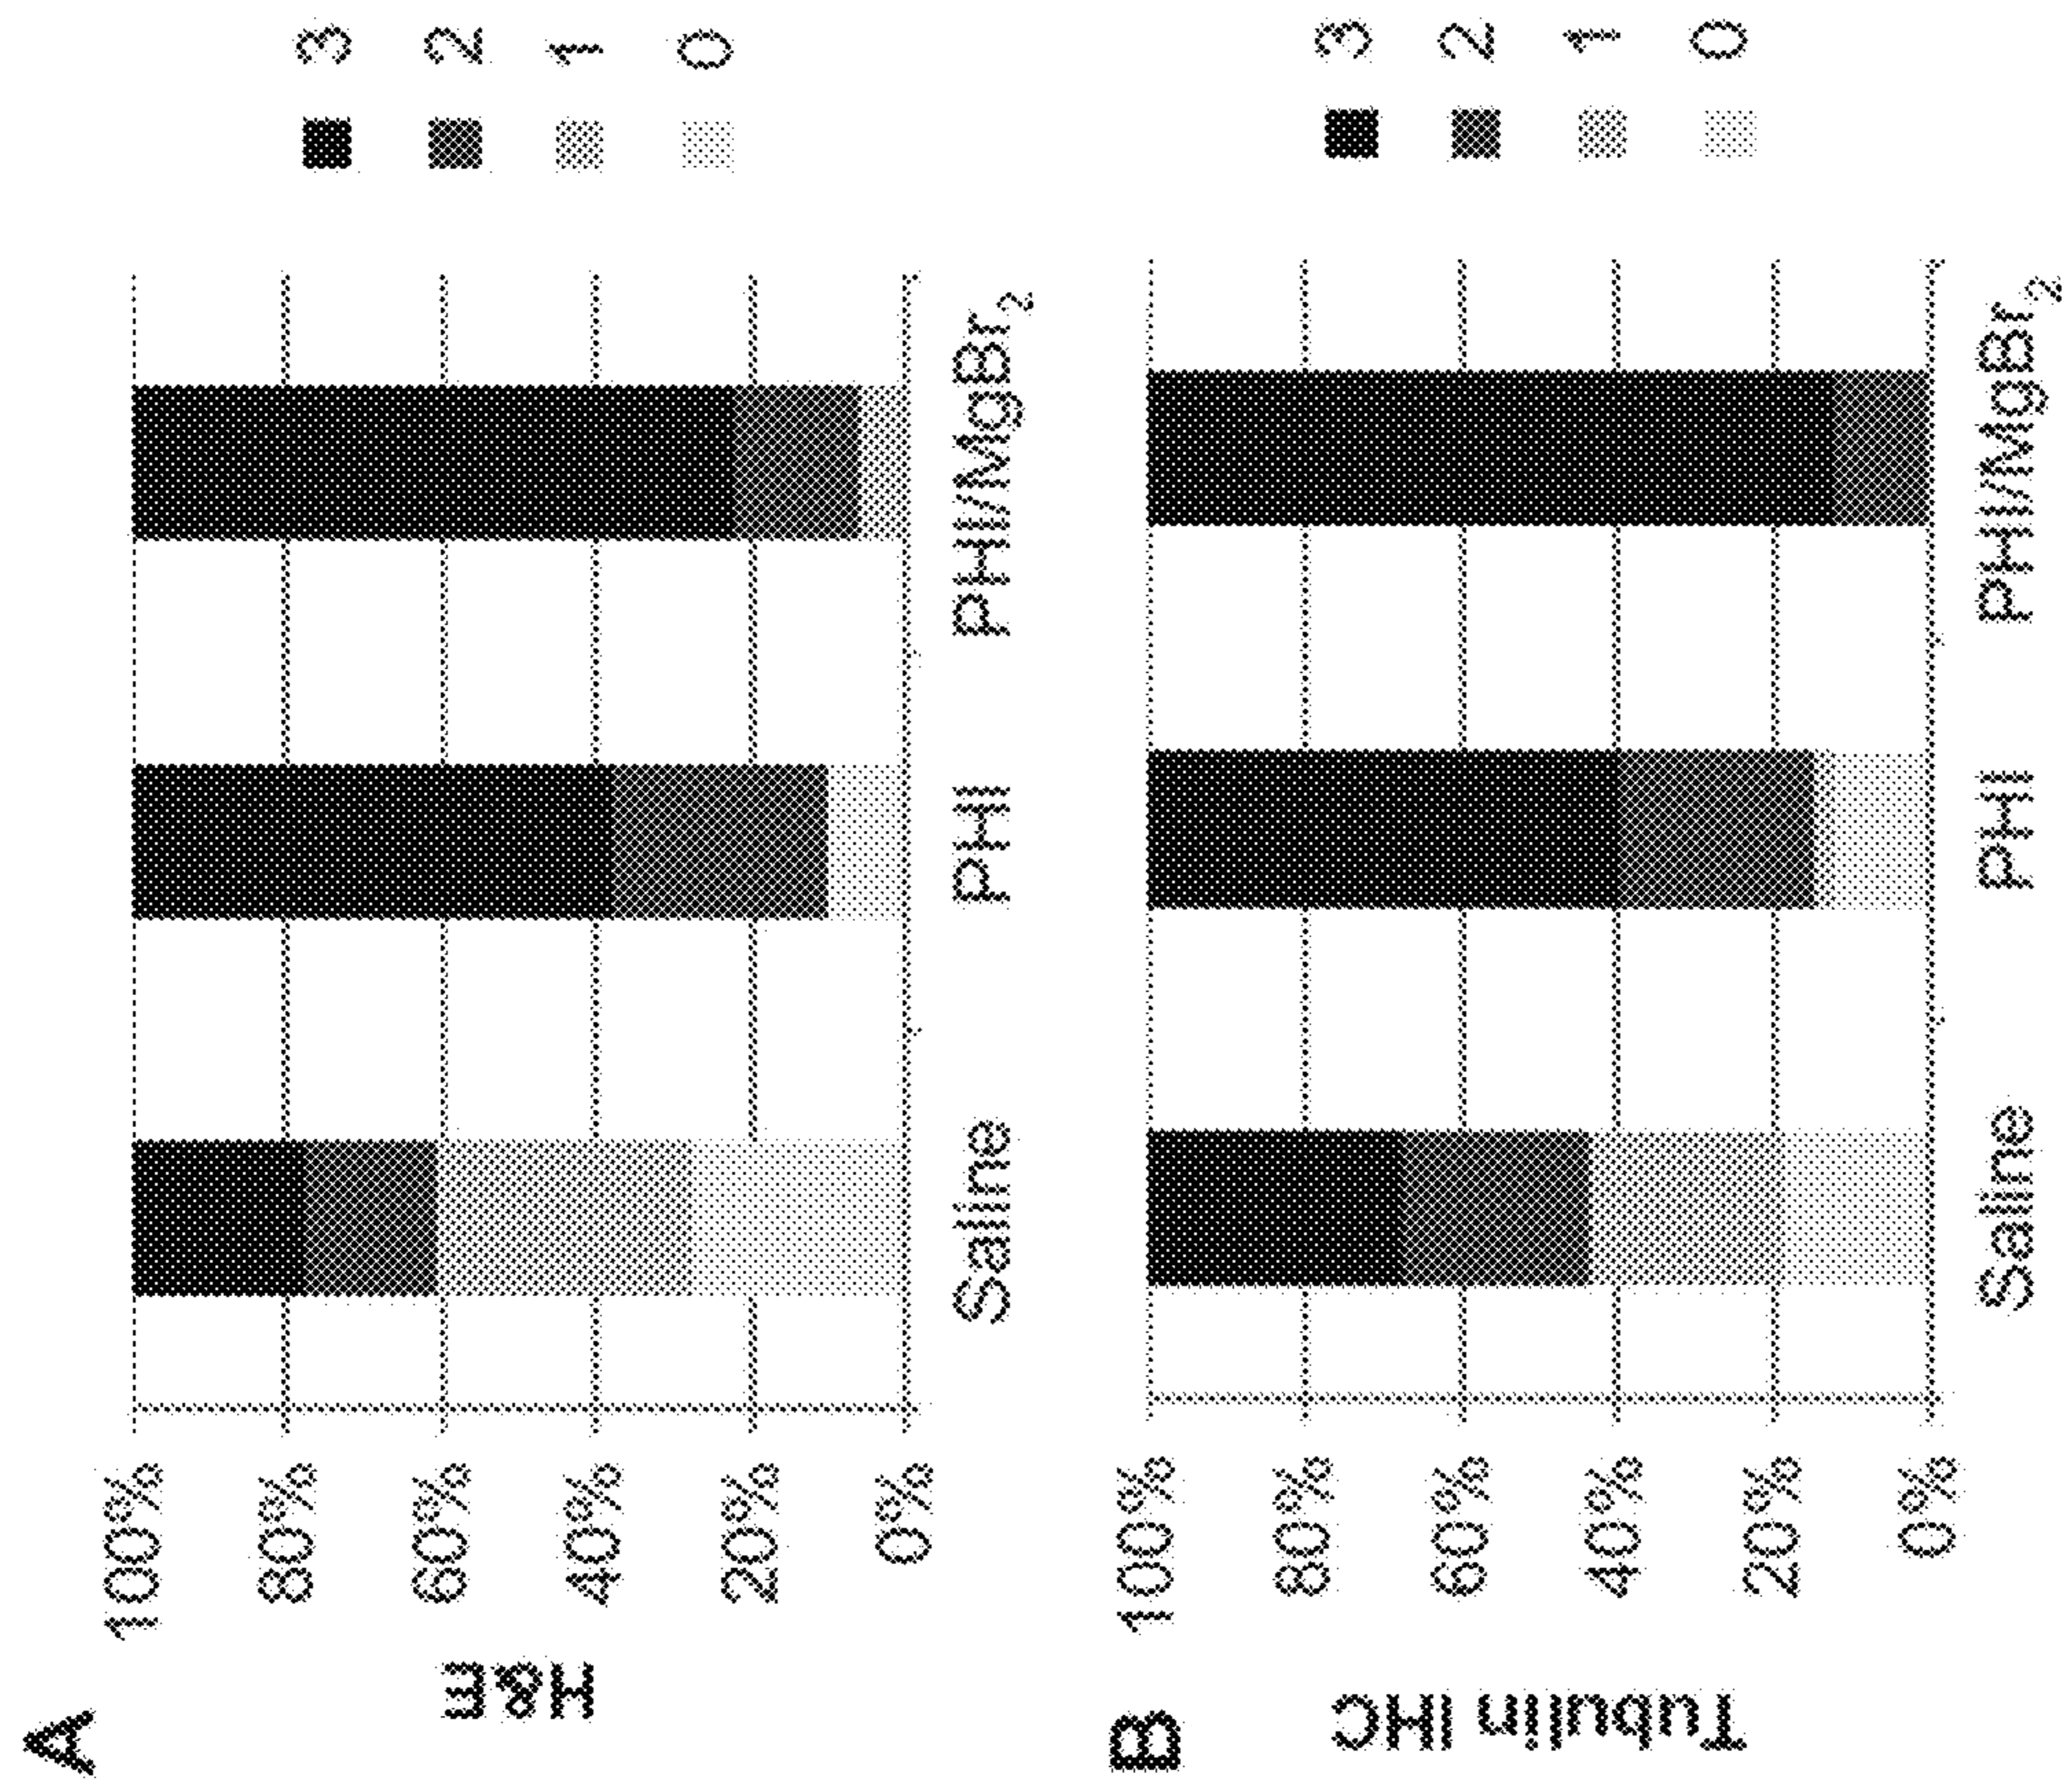 A
H&E
100%
80%
60%
40%
20%
0%
Saline
PHI
PHI/MgBr₂
3
2
1
0
B
Tubulin IHC
100%
80%
60%
40%
20%
0%
Saline
PHI
PHI/MgBr₂
3
2
1
0